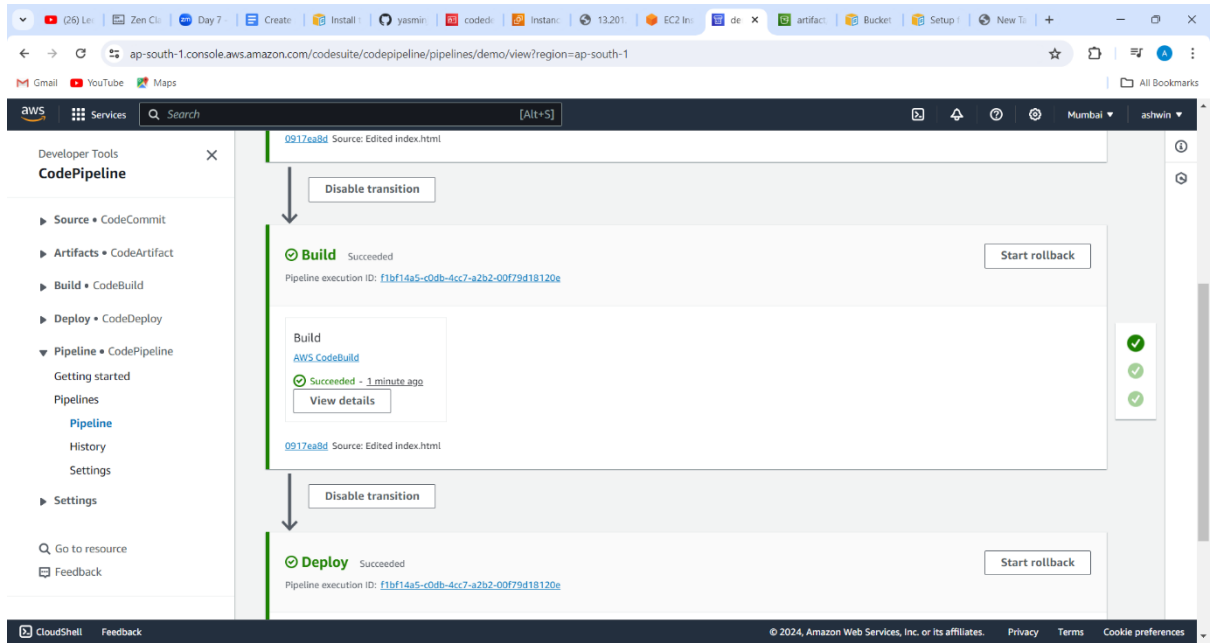 (26) Le
Zen Cla
Day 7 -
Create
Install
yasmin
codede
Instanc
13.201.
EC2 Ins
de
artifact
Bucket
Setup f
New Ta
ap-south-1.console.aws.amazon.com/codesuite/codepipeline/pipelines/demo/view?region=ap-south-1
A
Gmail YouTube Maps
All Bookmarks
aws Services Search [Alt+S] Mumbai ashwin
Developer Tools
CodePipeline
Source • CodeCommit
Artifacts • CodeArtifact
Build • CodeBuild
Deploy • CodeDeploy
Pipeline • CodePipeline
Getting started
Pipelines
Pipeline
History
Settings
Settings
Go to resource
Feedback
0917ea8d Source: Edited index.html
Disable transition
Build Succeeded
Start rollback
Pipeline execution ID: f1bf14a5-c0db-4cc7-a2b2-00f79d18120e
Build
AWS CodeBuild
Succeeded - 1 minute ago
View details
0917ea8d Source: Edited index.html
Disable transition
Deploy Succeeded
Start rollback
Pipeline execution ID: f1bf14a5-c0db-4cc7-a2b2-00f79d18120e
CloudShell Feedback © 2024, Amazon Web Services, Inc. or its affiliates. Privacy Terms Cookie preferences